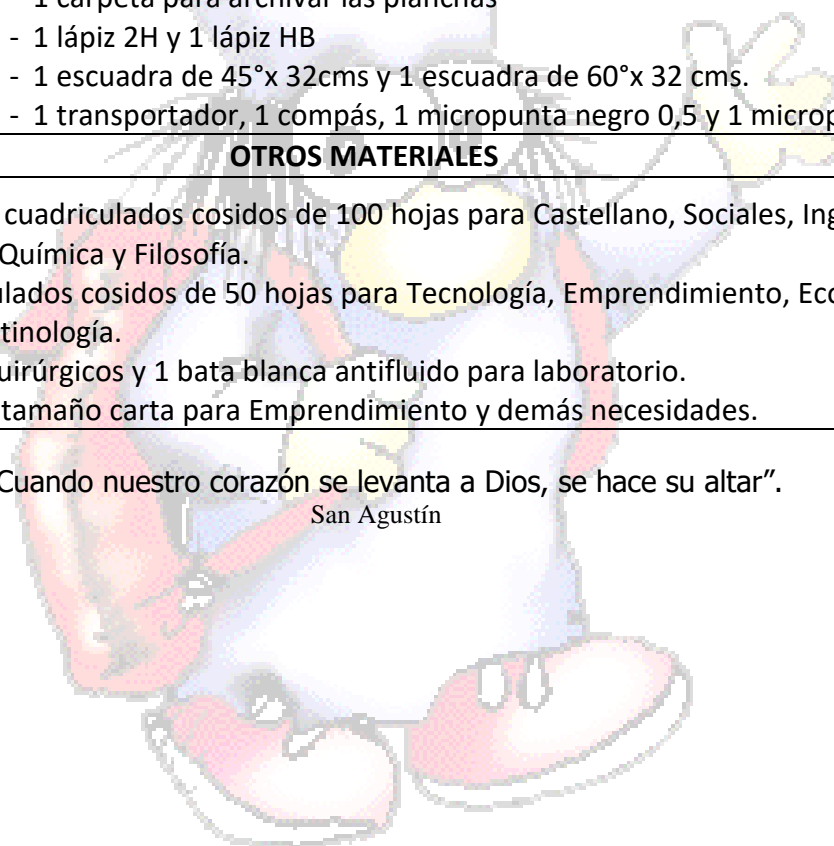 1 carpeta para archivar las planchas
- 1 lápiz 2H y 1 lápiz HB
- 1 escuadra de 45°x 32cms y 1 escuadra de 60°x 32 cms.
- 1 transportador, 1 compás, 1 micropunta negro 0,5 y 1 microp
OTROS MATERIALES
cuadriculados cosidos de 100 hojas para Castellano, Sociales, Ing
Química y Filosofía.
ulados cosidos de 50 hojas para Tecnología, Emprendimiento, Eco
tinología.
uirúrgicos y 1 bata blanca antifluido para laboratorio.
tamaño carta para Emprendimiento y demás necesidades.
Cuando nuestro corazón se levanta a Dios, se hace su altar”.
San Agustín